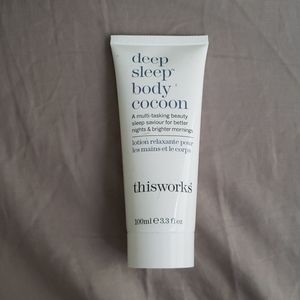 deep
sleep™
body
cocoon
A multi-tasking beauty
sleep saviour for better
nights & brighter mornings
lotion relaxante pour
les mains et le corps
thisworks®
100ml e 3.3 fl oz